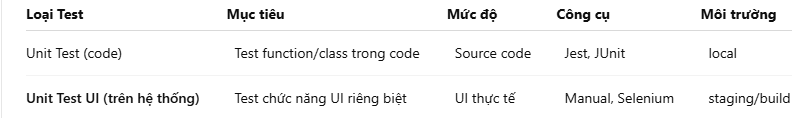 Loại Test Mục tiêu Mức độ Công cụ Môi trường
Unit Test (code) Test function/class trong code Source code Jest, JUnit local
Unit Test UI (trên hệ thống) Test chức năng UI riêng biệt UI thực tế Manual, Selenium staging/build